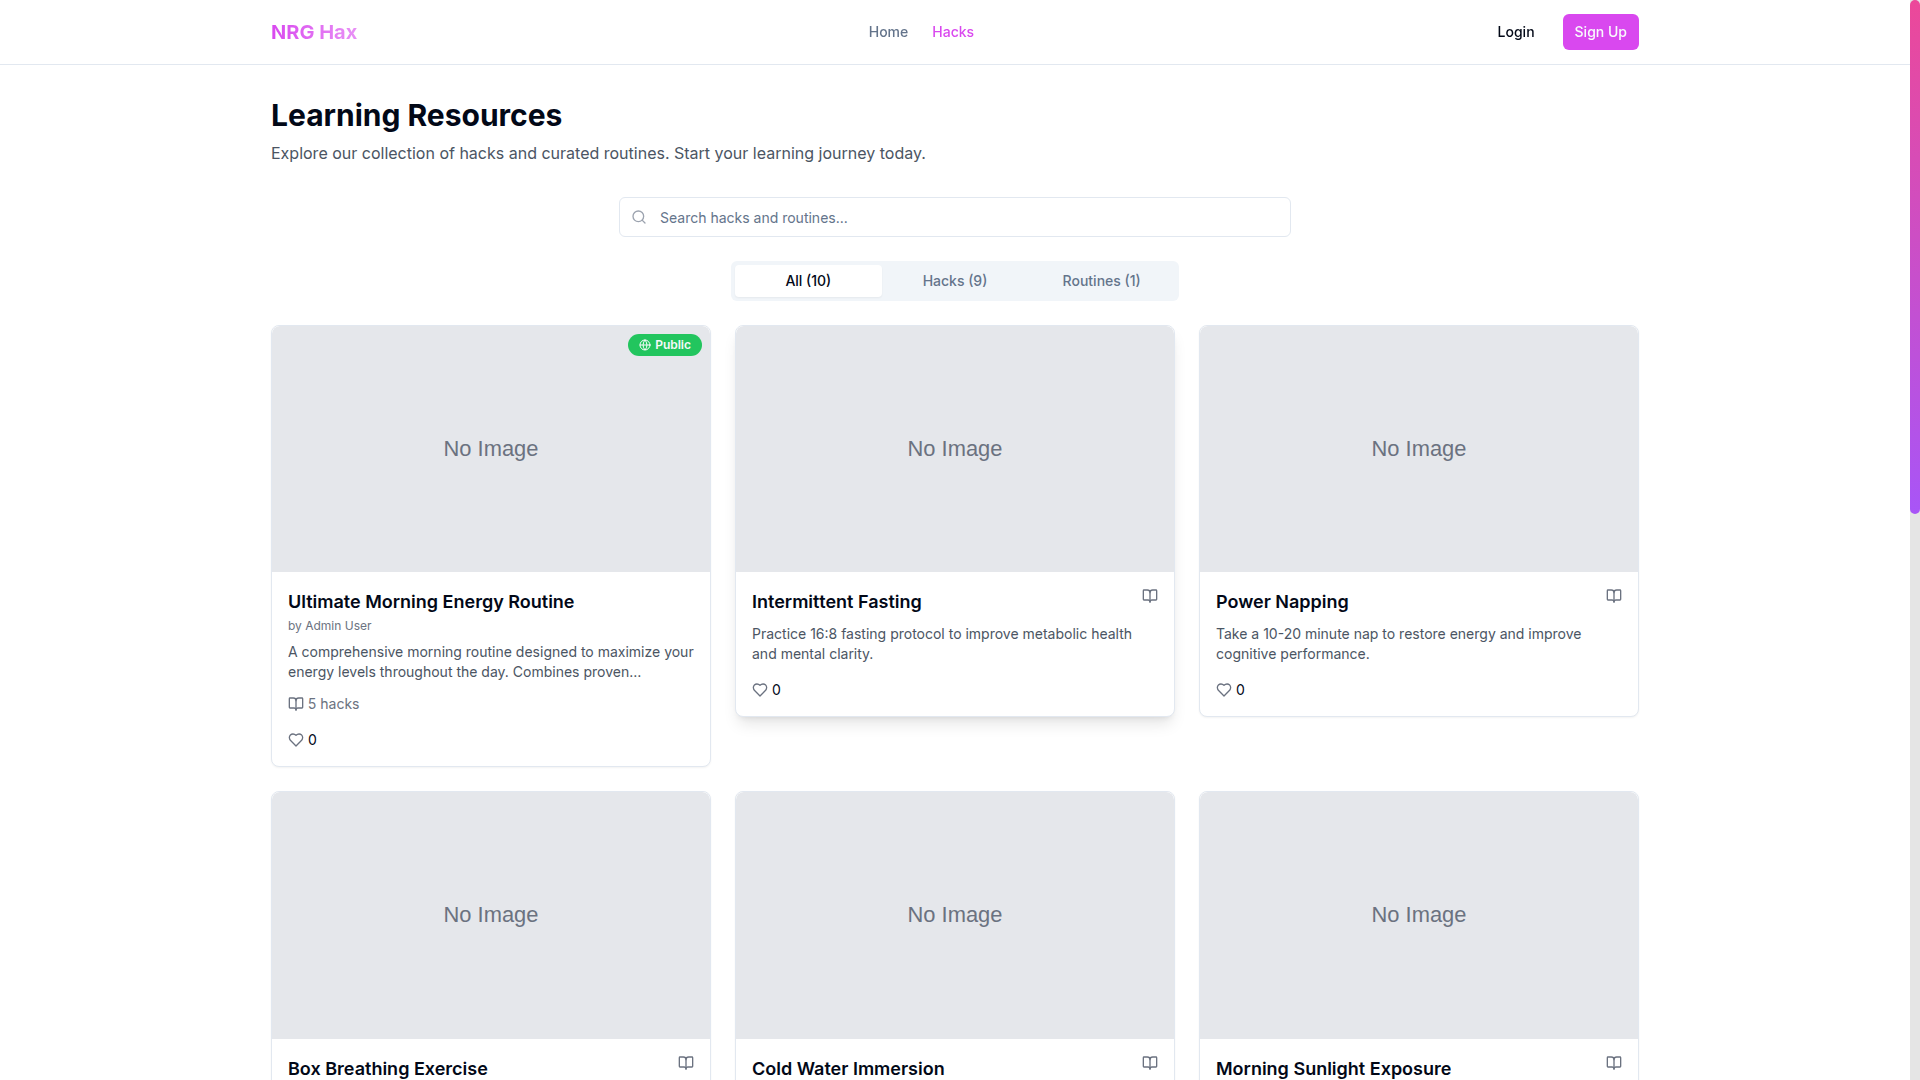 NRG Hax
Home
Hacks
Login
Sign Up
Learning Resources
Explore our collection of hacks and curated routines. Start your learning journey today.
Search hacks and routines...
All (10)
Hacks (9)
Routines (1)
Public
No Image
No Image
No Image
Ultimate Morning Energy Routine
by Admin User
A comprehensive morning routine designed to maximize your
energy levels throughout the day. Combines proven...
5 hacks
0
Intermittent Fasting
Practice 16:8 fasting protocol to improve metabolic health
and mental clarity.
0
Power Napping
Take a 10-20 minute nap to restore energy and improve
cognitive performance.
0
No Image
No Image
No Image
Box Breathing Exercise
Cold Water Immersion
Morning Sunlight Exposure